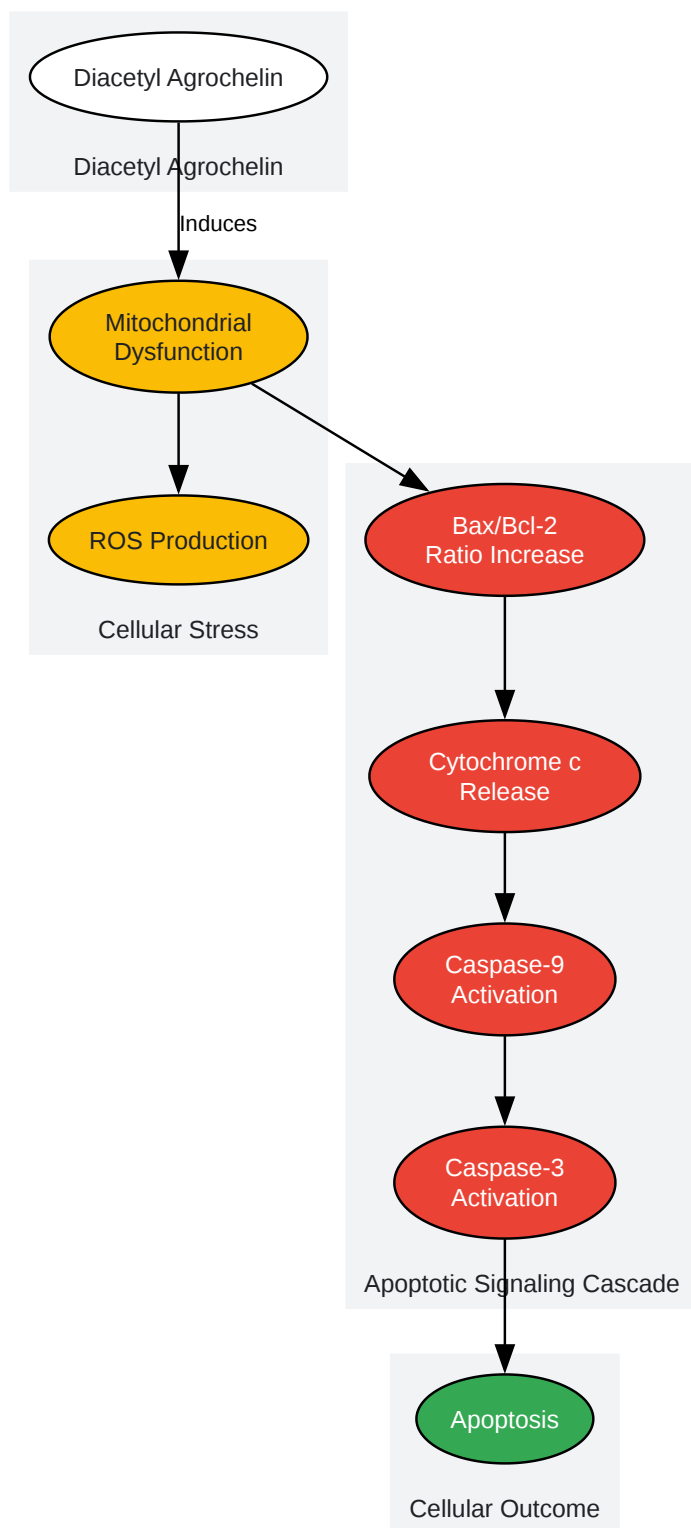 Diacetyl Agrochelin
Diacetyl Agrochelin
Induces
Mitochondrial
Dysfunction
ROS Production
Cellular Stress
Bax/Bcl-2
Ratio Increase
Cytochrome c
Release
Caspase-9
Activation
Caspase-3
Activation
Apoptotic Signaling Cascade
Apoptosis
Cellular Outcome